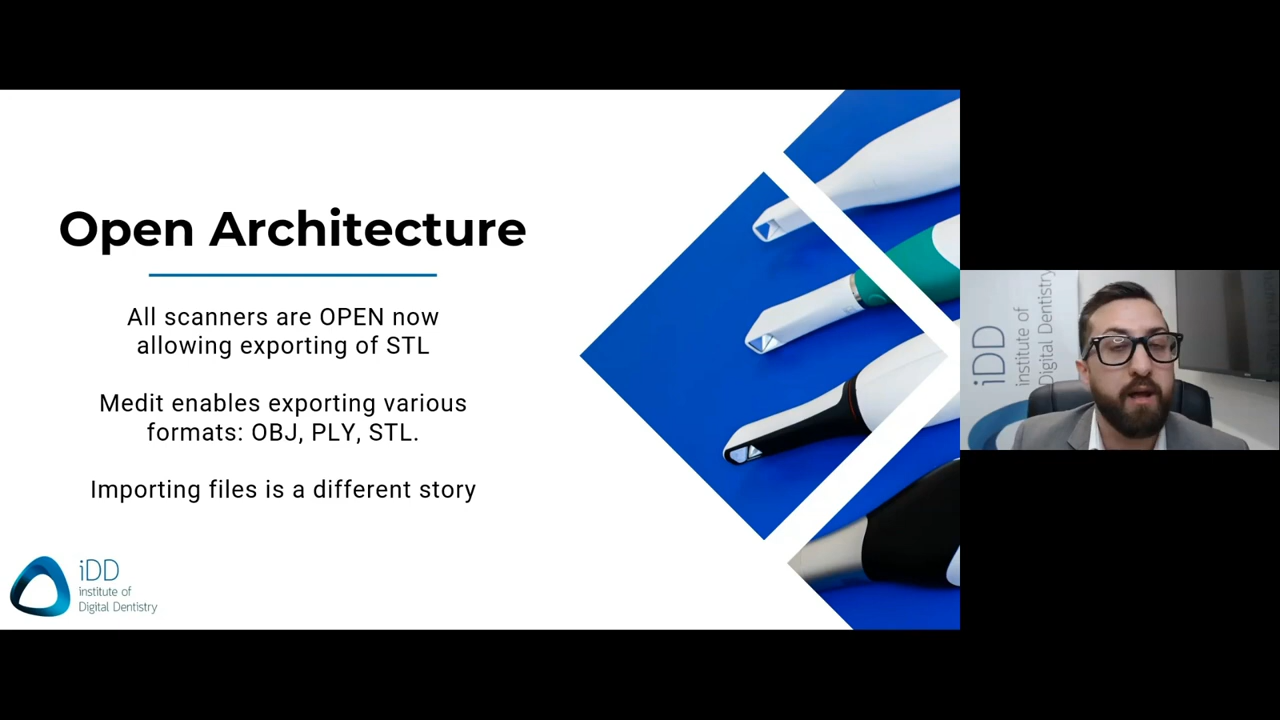 Open Architecture
All scanners are OPEN now
allowing exporting of STL
Medit enables exporting various
formats: OBJ, PLY, STL.
Importing files is a different story
iDD
institute of
Digital Dentistry
iDD
institute of
Digital Dentistry